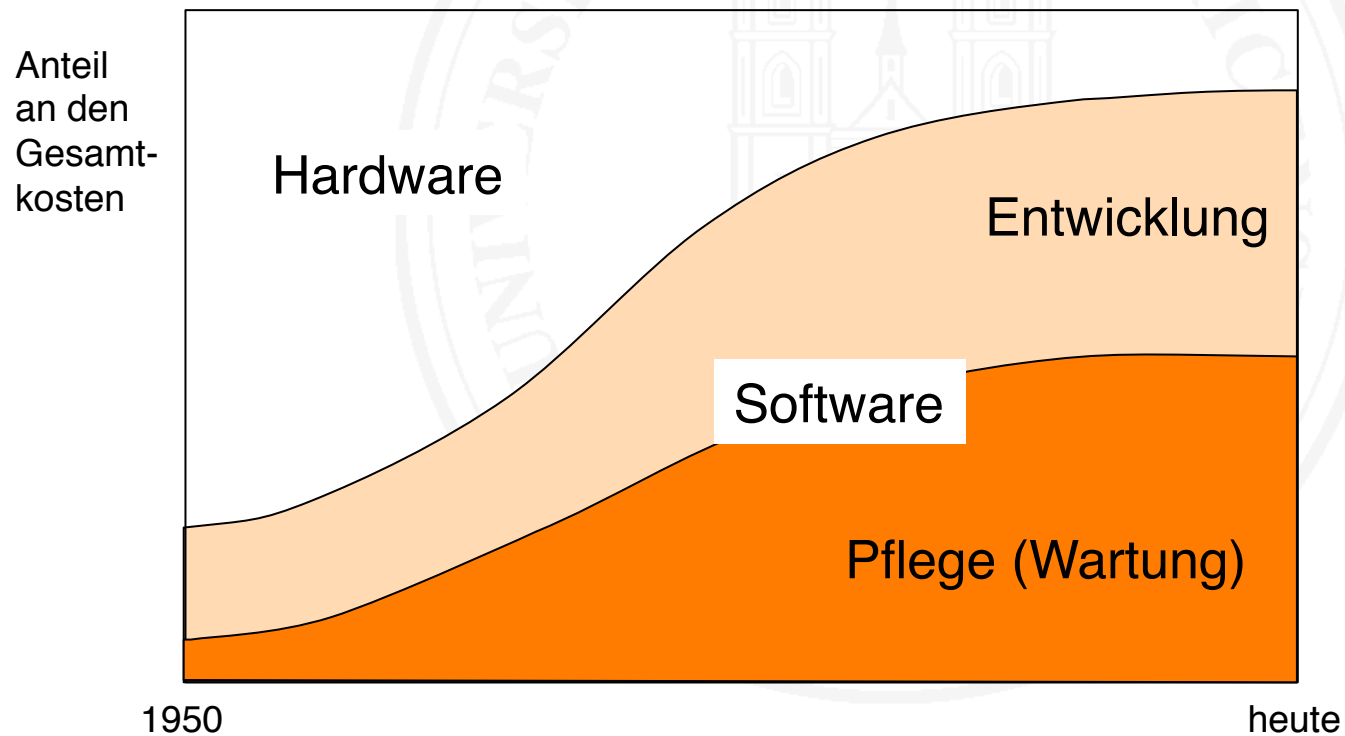 Anteil
an den
Gesamt-
kosten
Hardware
Entwicklung
Software
Pflege (Wartung)
1950
heute